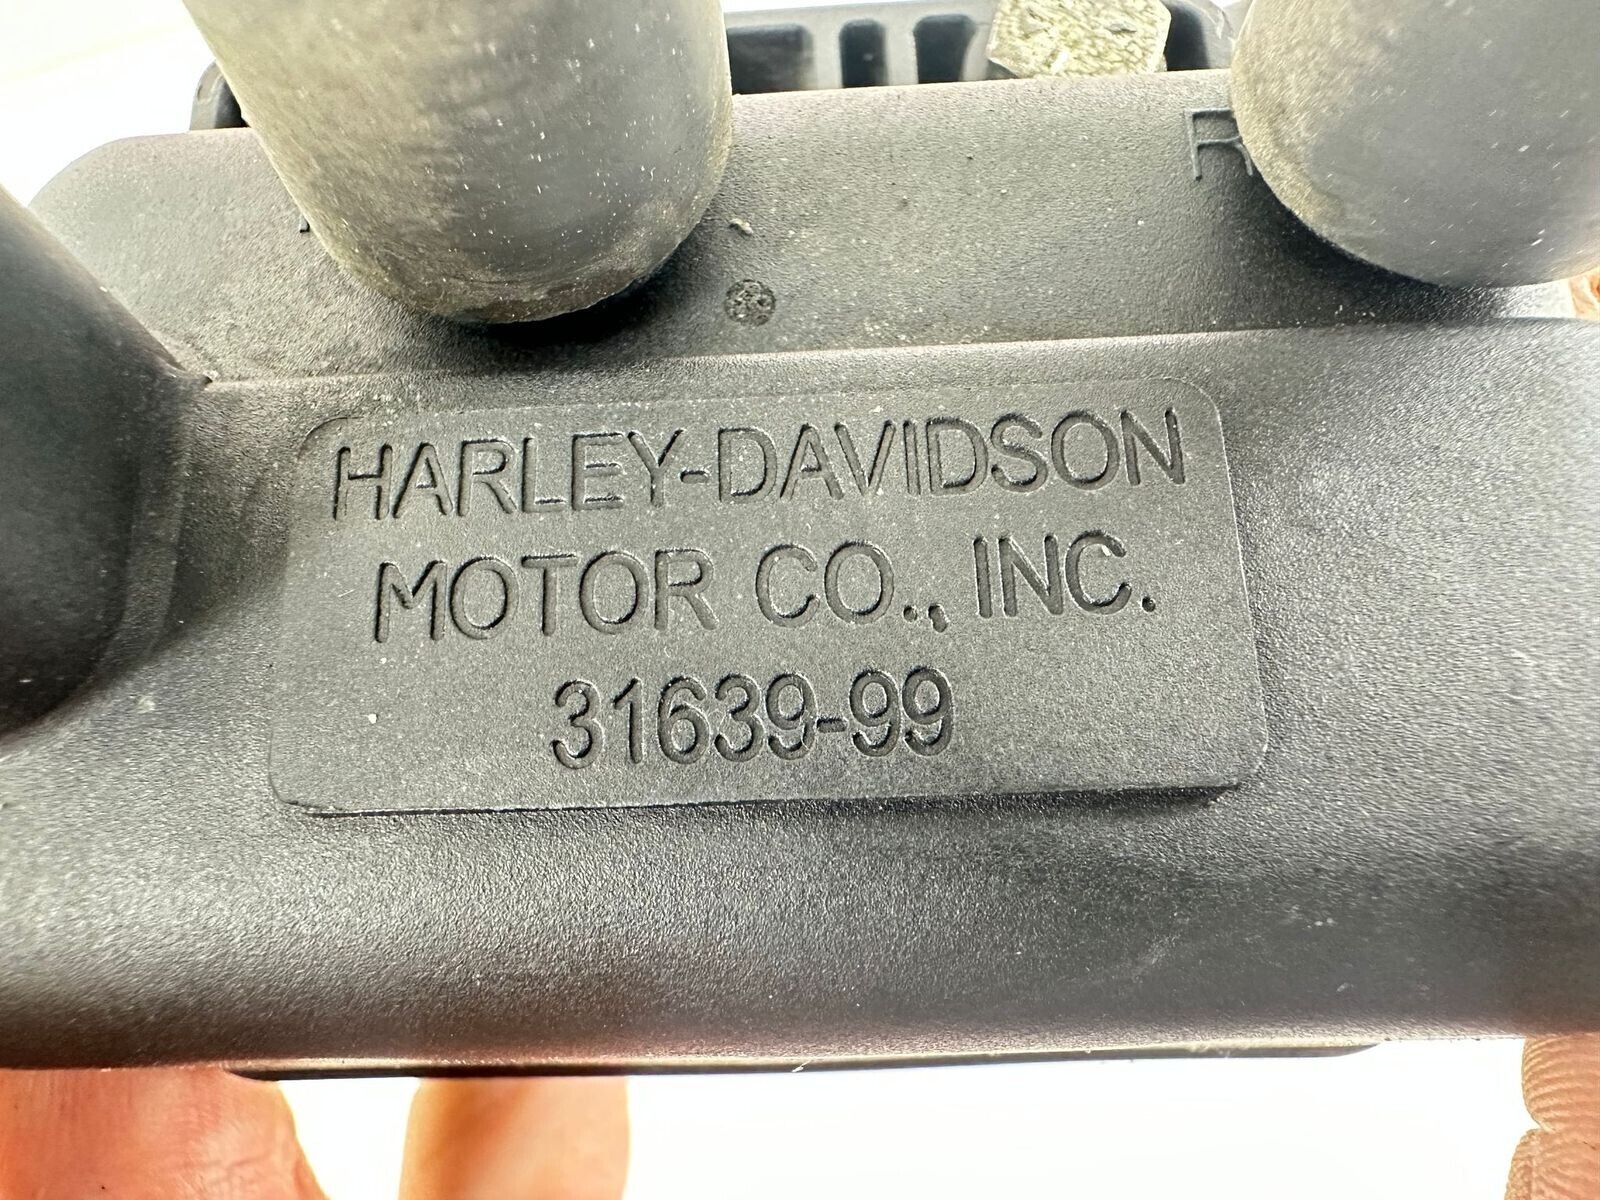 R
HARLEY-DAVIDSON
MOTOR CO., INC.
31639-99